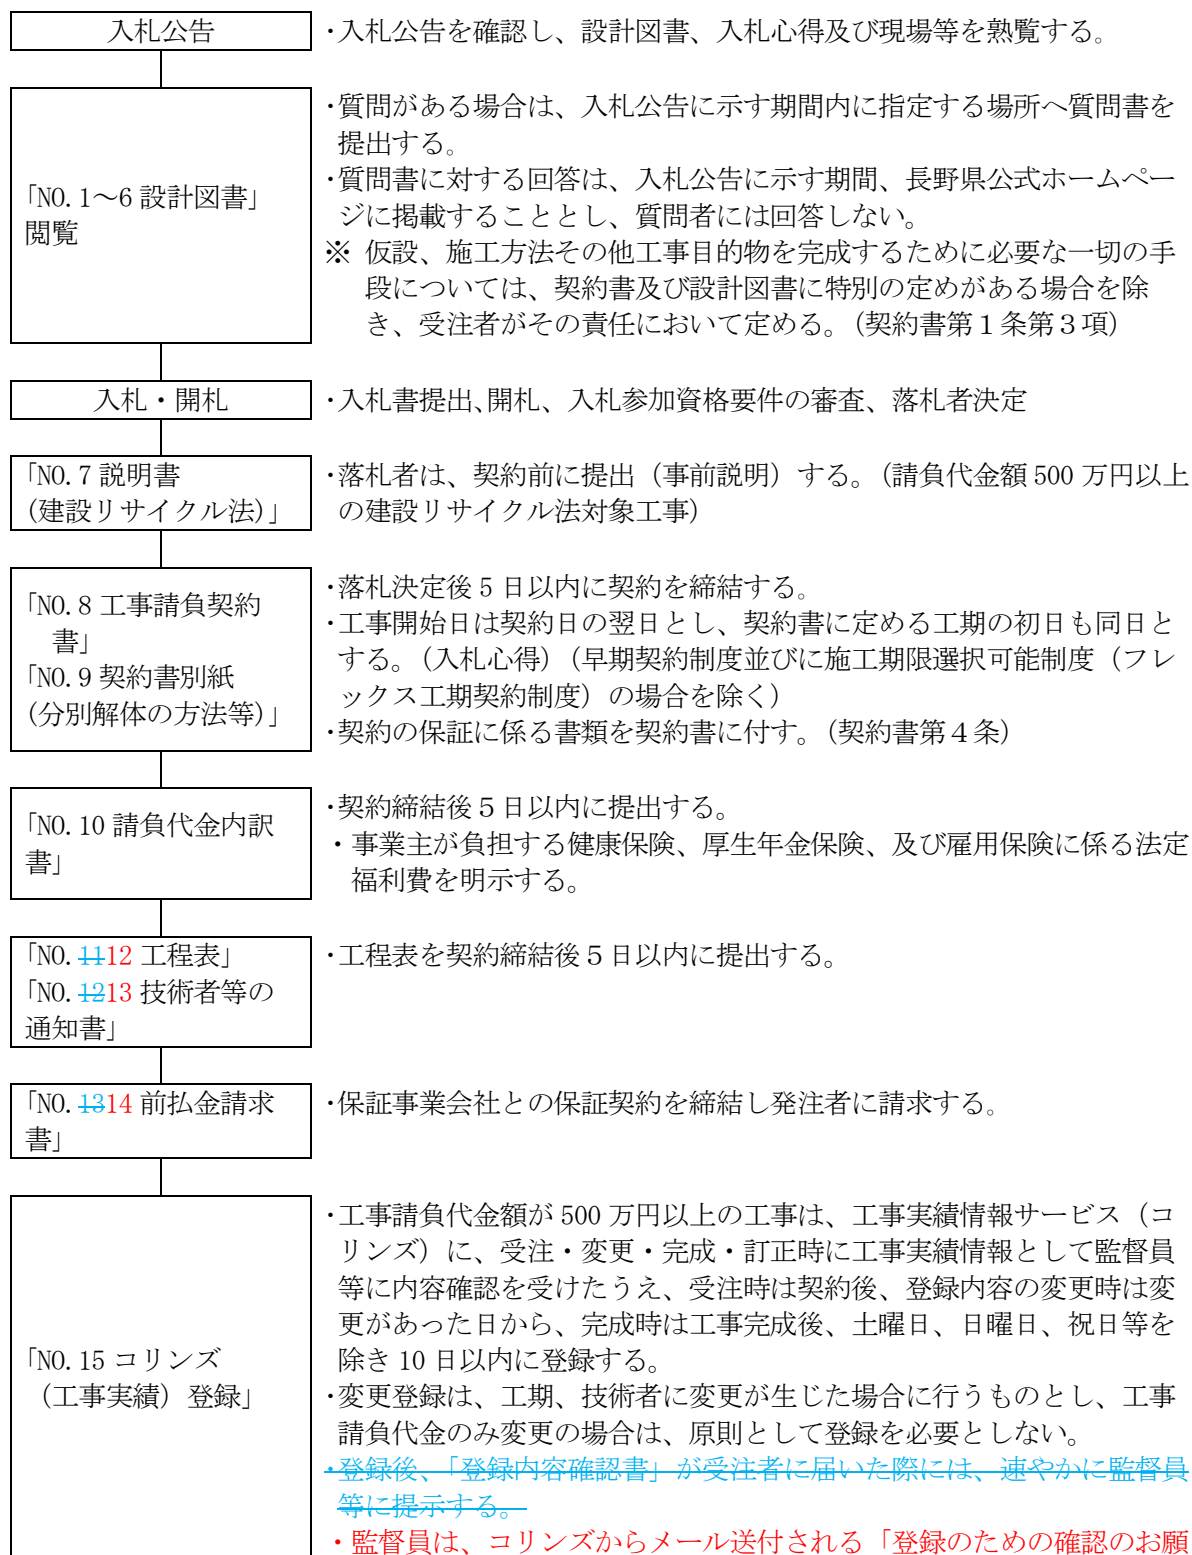 入札公告
・入札公告を確認し、設計図書、入札心得及び現場等を熟覧する。
「NO.1～6 設計図書」
閲覧
・質問がある場合は、入札公告に示す期間内に指定する場所へ質問書を
提出する。
・質問書に対する回答は、入札公告に示す期間、長野県公式ホームペー
ジに掲載することとし、質問者には回答しない。
※ 仮設、施工方法その他工事目的物を完成するために必要な一切の手
段については、契約書及び設計図書に特別の定めがある場合を除
き、受注者がその責任において定める。（契約書第１条第３項）
入札・開札
・入札書提出、開札、入札参加資格要件の審査、落札者決定
「NO.7 説明書
（建設リサイクル法）」
・落札者は、契約前に提出（事前説明）する。（請負代金額 500 万円以上
の建設リサイクル法対象工事）
「NO.8 工事請負契約
書」
「NO.9 契約書別紙
（分別解体の方法等）」
・落札決定後 5 日以内に契約を締結する。
・工事開始日は契約日の翌日とし、契約書に定める工期の初日も同日と
する。（入札心得）（早期契約制度並びに施工期限選択可能制度（フレ
ックス工期契約制度）の場合を除く）
・契約の保証に係る書類を契約書に付す。（契約書第４条）
「NO.10 請負代金内訳
書」
・契約締結後５日以内に提出する。
・事業主が負担する健康保険、厚生年金保険、及び雇用保険に係る法定
福利費を明示する。
「NO.1112 工程表」
「NO.1213 技術者等の
通知書」
・工程表を契約締結後５日以内に提出する。
「NO.1314 前払金請求
書」
・保証事業会社との保証契約を締結し発注者に請求する。
「NO.15 コリンズ
（工事実績）登録」
・工事請負代金額が 500 万円以上の工事は、工事実績情報サービス（コ
リンズ）に、受注・変更・完成・訂正時に工事実績情報として監督員
等に内容確認を受けたうえ、受注時は契約後、登録内容の変更時は変
更があった日から、完成時は工事完成後、土曜日、日曜日、祝日等を
除き 10 日以内に登録する。
・変更登録は、工期、技術者に変更が生じた場合に行うものとし、工事
請負代金のみ変更の場合は、原則として登録を必要としない。
・登録後、「登録内容確認書」が受注者に届いた際には、速やかに監督員
等に提示する。
・監督員は、コリンズからメール送付される「登録のための確認のお願